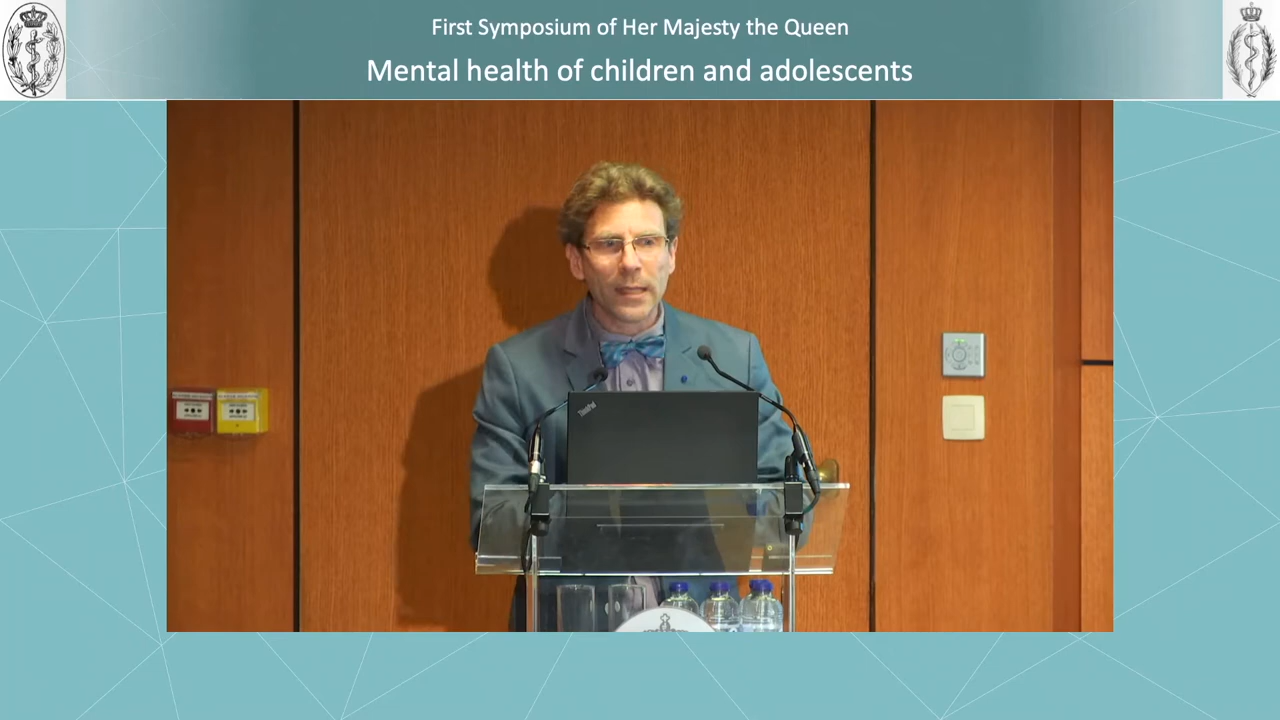 First Symposium of Her Majesty the Queen
Mental health of children and adolescents
ThinkPad